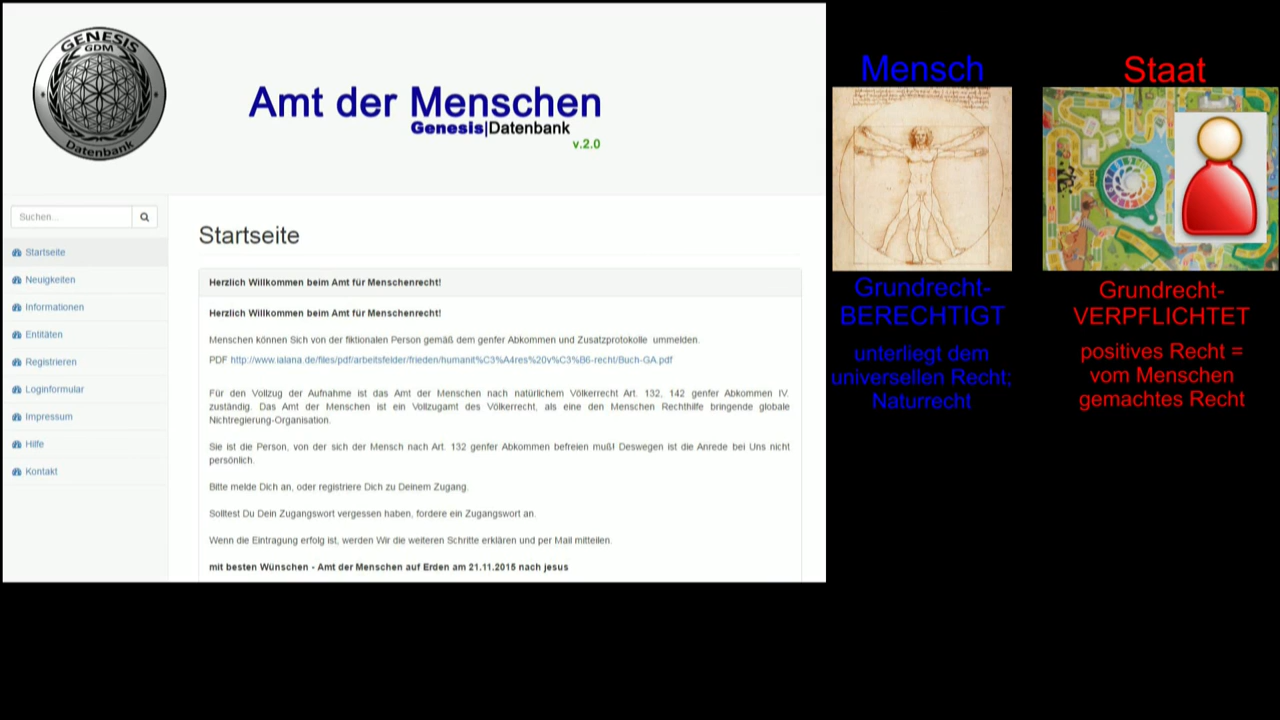 GENESIS
GDM
Datenbank
Amt der Menschen
Genesis|Datenbank
v.2.0
Suchen...
Startseite
Neuigkeiten
Informationen
Entitäten
Registrieren
Loginformular
Impressum
Hilfe
Kontakt
Startseite
Herzlich Willkommen beim Amt für Menschenrecht!
Herzlich Willkommen beim Amt für Menschenrecht!
Menschen können Sich von der fiktionalen Person gemäß dem genfer Abkommen und Zusatzprotokolle ummelden.
PDF http://www.ialana.de/files/pdf/arbeitsfelder/frieden/humanit%C3%A4res%20v%C3%B6-recht/Buch-GA.pdf
Für den Vollzug der Aufnahme ist das Amt der Menschen nach natürlichem Völkerrecht Art. 132, 142 genfer Abkommen IV.
zuständig. Das Amt der Menschen ist ein Vollzugamt des Völkerrecht, als eine den Menschen Rechthilfe bringende globale
Nichtregierung-Organisation.
Sie ist die Person, von der sich der Mensch nach Art. 132 genfer Abkommen befreien muß! Deswegen ist die Anrede bei Uns nicht
persönlich.
Bitte melde Dich an, oder registriere Dich zu Deinem Zugang.
Solltest Du Dein Zugangswort vergessen haben, fordere ein Zugangswort an.
Wenn die Eintragung erfolg ist, werden Wir die weiteren Schritte erklären und per Mail mitteilen.
mit besten Wünschen - Amt der Menschen auf Erden am 21.11.2015 nach jesus
Mensch
Grundrecht-
BERECHTIGT
unterliegt dem
universellen Recht;
Naturrecht
Staat
Grundrecht-
VERPFLICHTET
positives Recht =
vom Menschen
gemachtes Recht